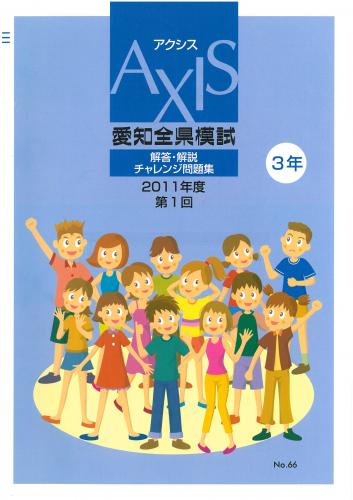 アクシス
AXIS
愛知全県模試
解答・解説
チャレンジ問題集
3年
2011年度
第1回
No.66